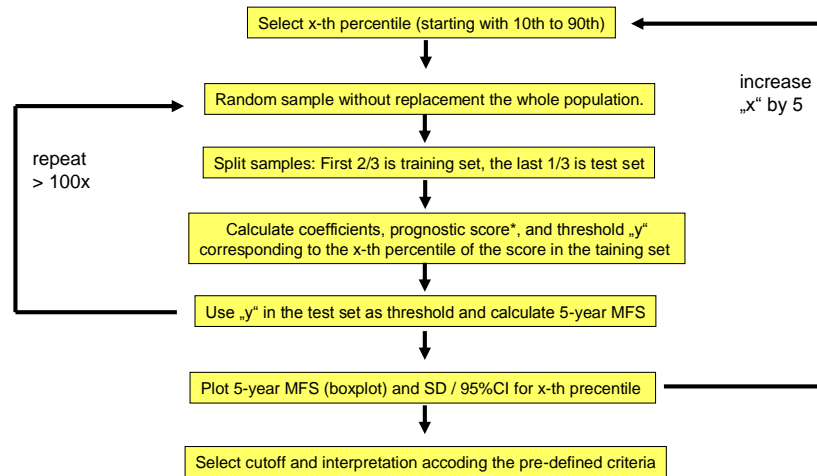 Select x-th percentile (starting with 10th to 90th)
increase
„x“ by 5
Random sample without replacement the whole population.
repeat
> 100x
Split samples: First 2/3 is training set, the last 1/3 is test set
Calculate coefficients, prognostic score*, and threshold „y“
corresponding to the x-th percentile of the score in the taining set
Use „y“ in the test set as threshold and calculate 5-year MFS
Plot 5-year MFS (boxplot) and SD / 95%CI for x-th precentile
Select cutoff and interpretation accoding the pre-defined criteria